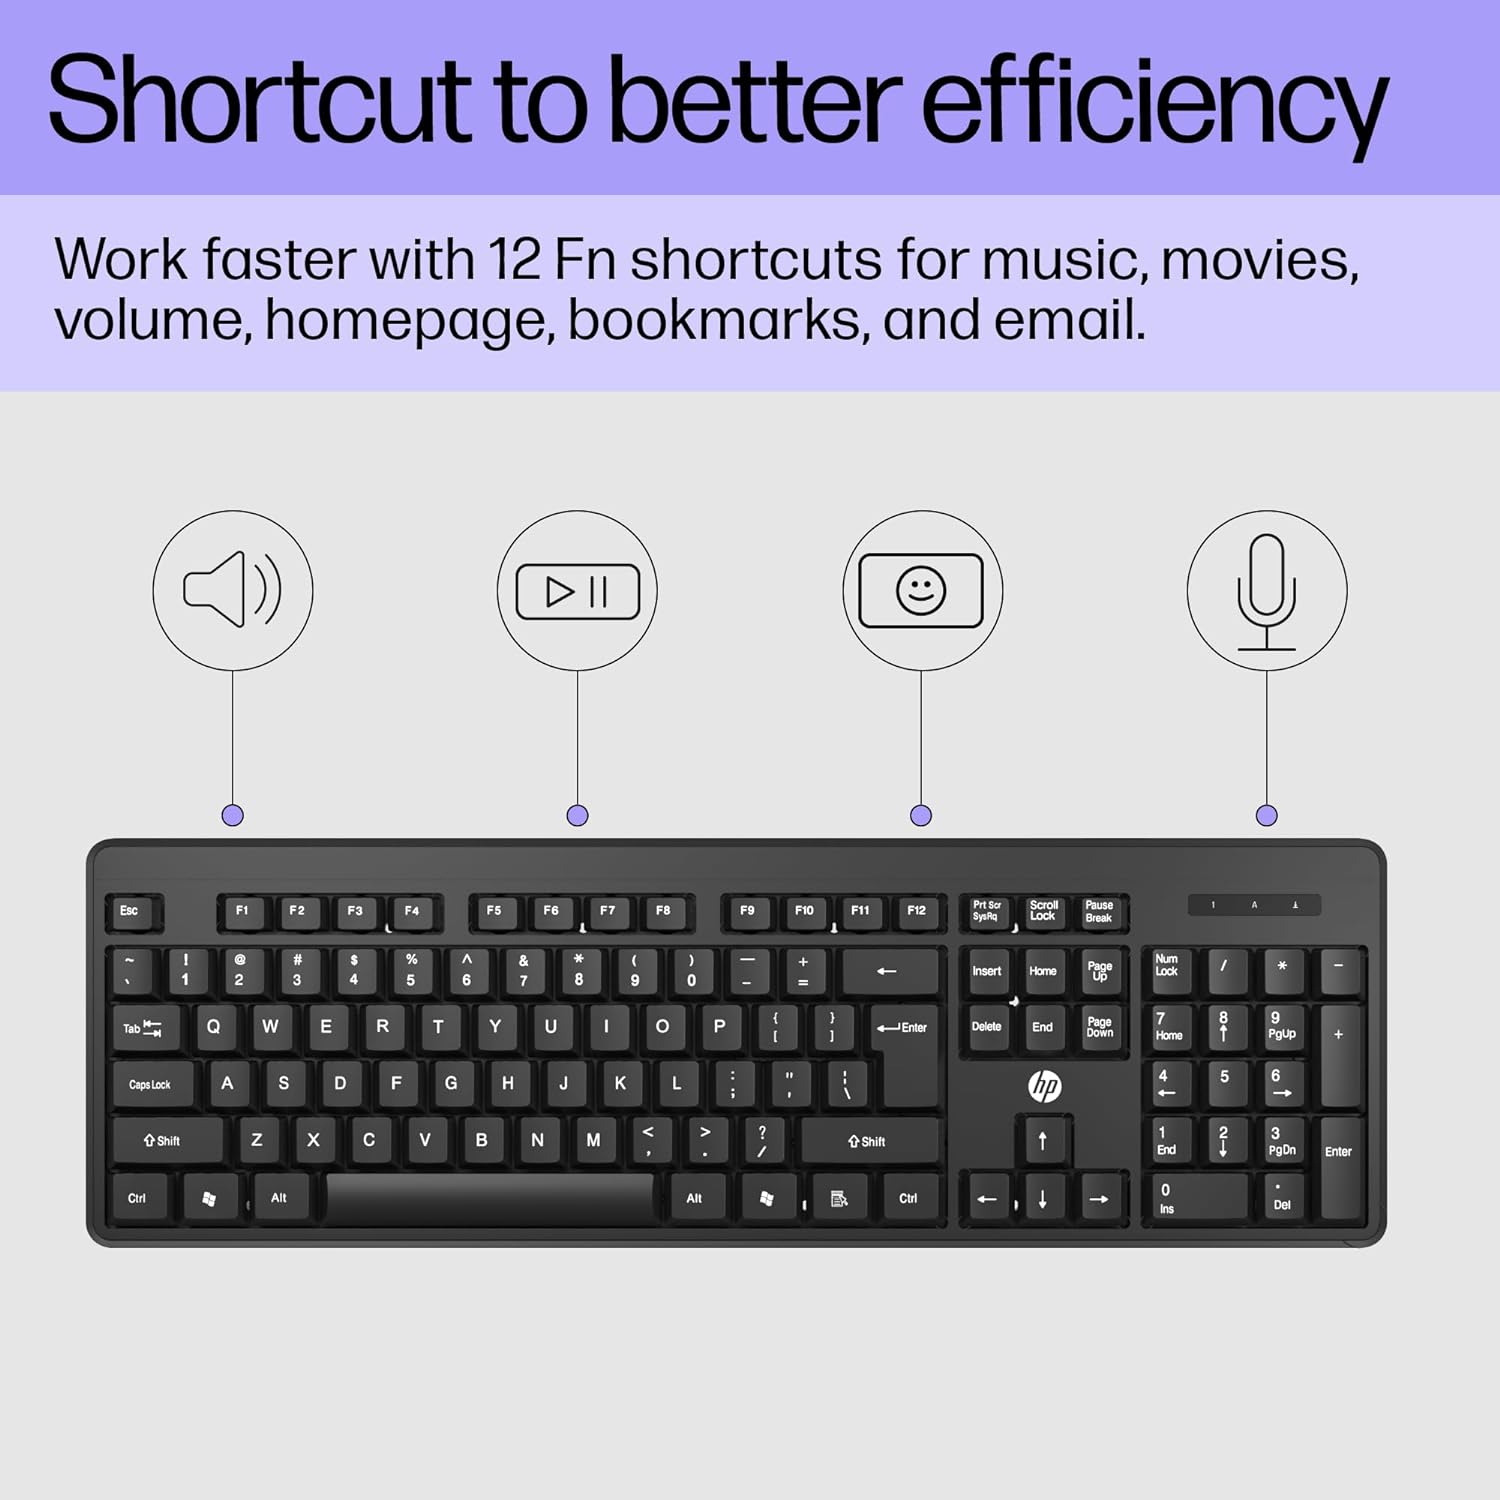 Shortcut to better efficiency
Work faster with 12 Fn shortcuts for music, movies,
volume, homepage, bookmarks, and email.
Esc F1 F2 F3 F4 F5 F6 F7 F8 F9 F10 F11 F12 Prt Scr SysRq Scroll Lock Pause Break 1 A
~ ` ! 1 @ 2 # 3 $ 4 % 5 ^ 6 & 7 * 8 ( 9 ) 0 — - + = ← Insert Home Page Up Num Lock / * -
Tab Q W E R T Y U I O P { [ } ] Enter Delete End Page Down 7 Home 8 ↑ 9 PgUp +
Caps Lock A S D F G H J K L : ; " ' ¦ \ hp 4 ← 5 6 →
Shift Z X C V B N M < , > . ? / Shift ↑ 1 End 2 ↓ 3 PgDn Enter
Ctrl Alt Alt Ctrl ← ↓ → 0 Ins . Del